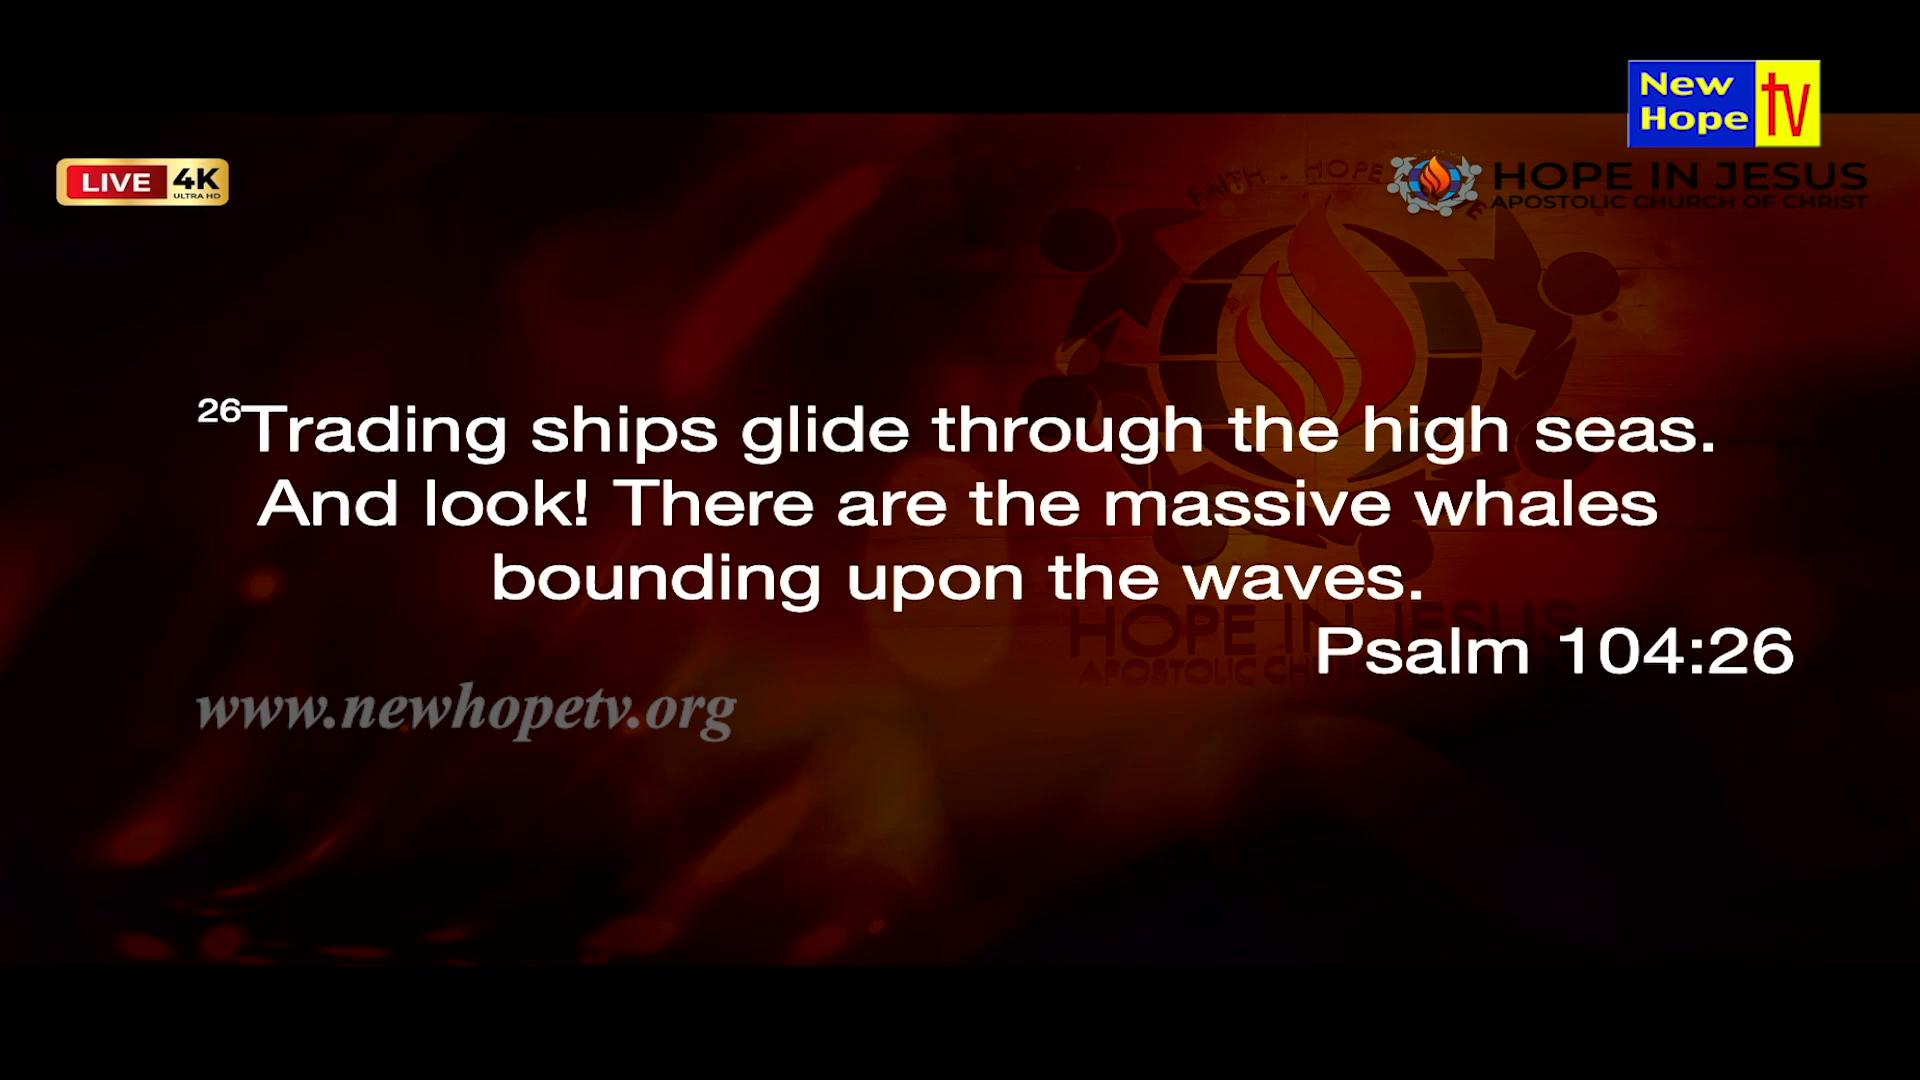 New
Hope
tv
LIVE 4K
ULTRA HD
FAITH . HOPE
HOPE IN JESUS
APOSTOLIC CHURCH OF CHRIST
²⁶Trading ships glide through the high seas.
And look! There are the massive whales
bounding upon the waves.
HOPE IN JESUS
Psalm 104:26
APOSTOLIC
www.newhopetv.org